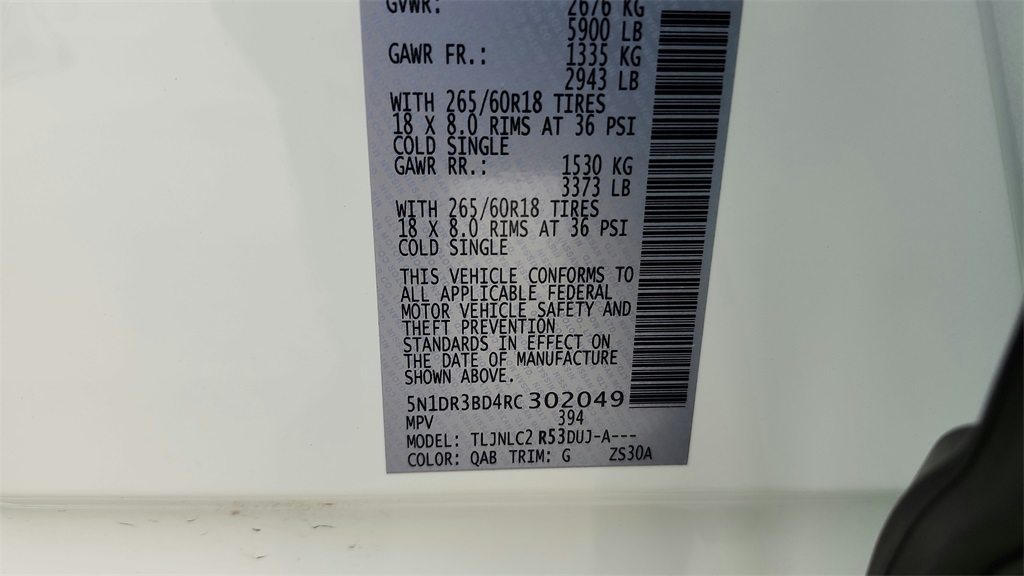 GVWR: 2676 KG
5900 LB
GAWR FR.: 1335 KG
2943 LB
WITH 265/60R18 TIRES
18 X 8.0 RIMS AT 36 PSI
COLD SINGLE
GAWR RR.: 1530 KG
3373 LB
WITH 265/60R18 TIRES
18 X 8.0 RIMS AT 36 PSI
COLD SINGLE
THIS VEHICLE CONFORMS TO
ALL APPLICABLE FEDERAL
MOTOR VEHICLE SAFETY AND
THEFT PREVENTION
STANDARDS IN EFFECT ON
THE DATE OF MANUFACTURE
SHOWN ABOVE.
5N1DR3BD4RC 302049
MPV 394
MODEL: TLJNLC2 R53DUJ-A---
COLOR: QAB TRIM: G ZS30A